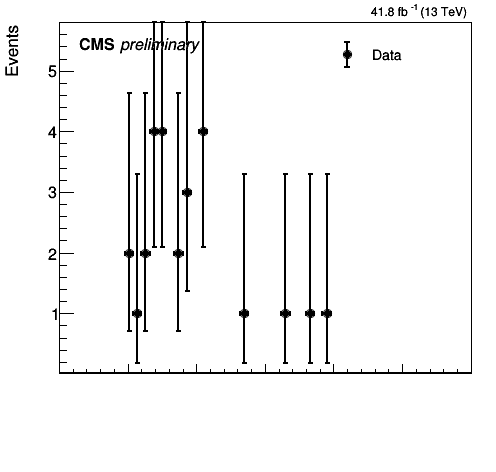 41.8 fb⁻¹ (13 TeV)
CMS preliminary
Data
Events
5
4
3
2
1